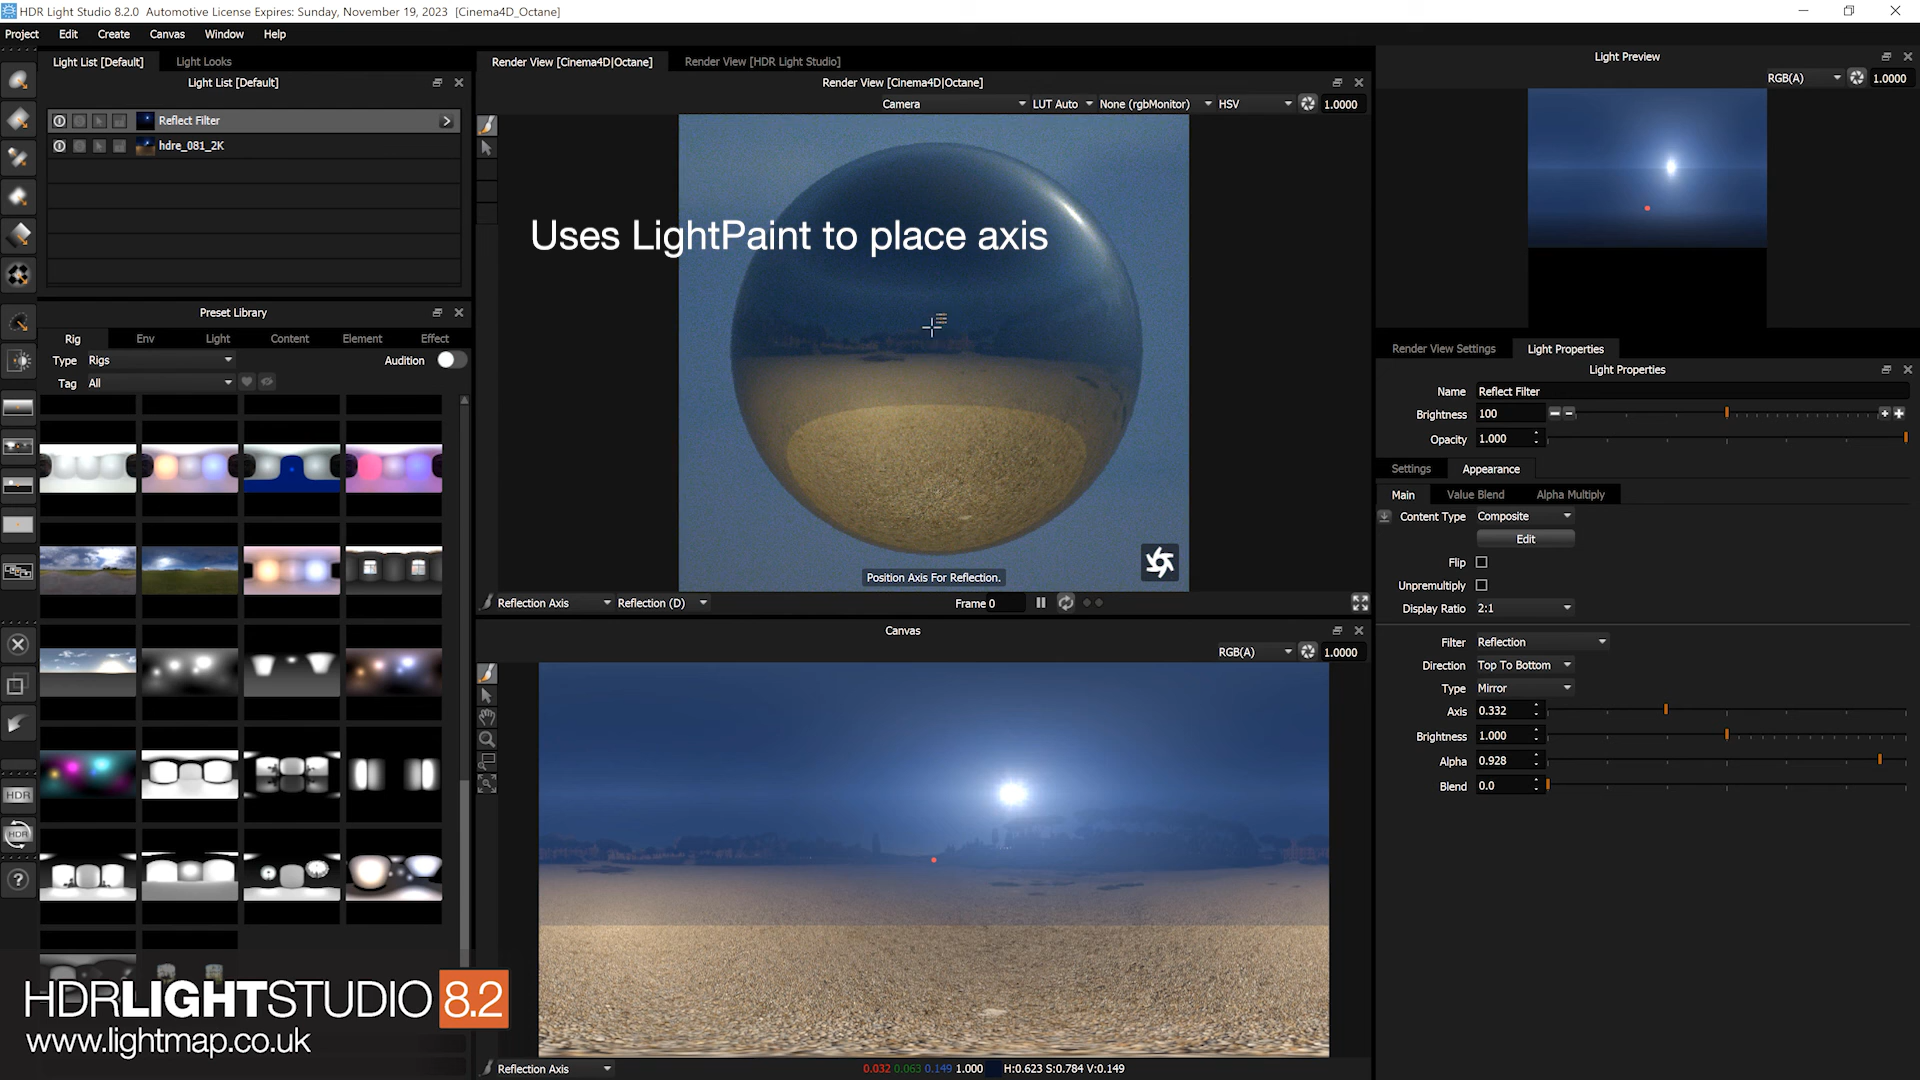 HDR Light Studio 8.2.0  Automotive License Expires: Sunday, November 19, 2023  [Cinema4D_Octane]
Project Edit Create Canvas Window Help
Light List [Default] Light Looks
Light List [Default]
Reflect Filter
hdre_081_2K
Preset Library
Rig Env Light Content Element Effect
Type Rigs Audition
Tag All
HDR
HDR
HDRLIGHTSTUDIO 8.2
www.lightmap.co.uk
Render View [Cinema4D|Octane] Render View [HDR Light Studio]
Render View [Cinema4D|Octane]
Camera LUT Auto None (rgbMonitor) HSV 1.0000
Uses LightPaint to place axis
Position Axis For Reflection.
Reflection Axis Reflection (D) Frame 0
Canvas
RGB(A) 1.0000
Reflection Axis 0.032 0.063 0.149 1.000 H:0.623 S:0.784 V:0.149
Light Preview
RGB(A) 1.0000
Render View Settings Light Properties
Light Properties
Name Reflect Filter
Brightness 100
Opacity 1.000
Settings Appearance
Main Value Blend Alpha Multiply
Content Type Composite
Edit
Flip
Unpremultiply
Display Ratio 2:1
Filter Reflection
Direction Top To Bottom
Type Mirror
Axis 0.332
Brightness 1.000
Alpha 0.928
Blend 0.0